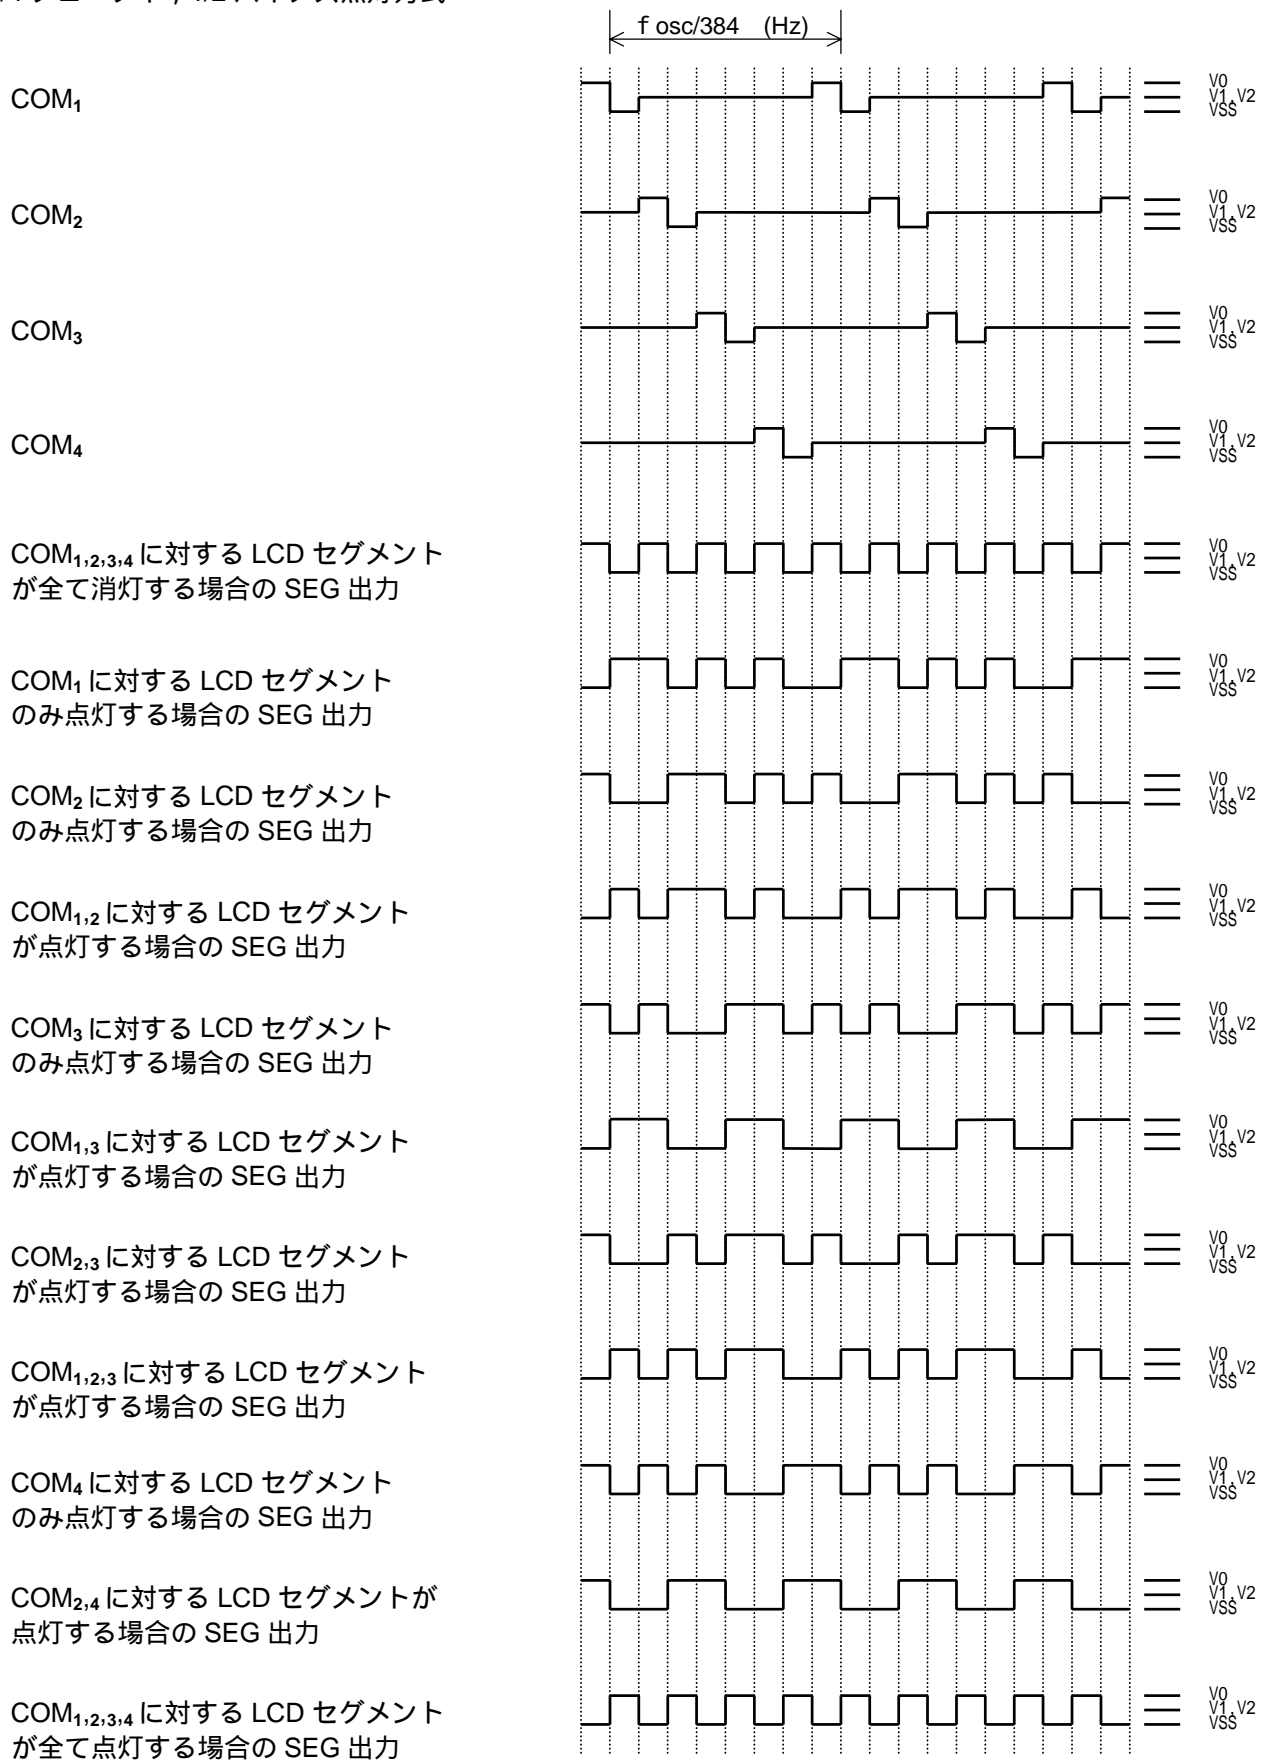 f osc/384 (Hz)
COM1
V0
V1,V2
VSS
COM2
V0
V1,V2
VSS
COM3
V0
V1,V2
VSS
COM4
V0
V1,V2
VSS
COM1,2,3,4 に対する LCD セグメント
が全て消灯する場合の SEG 出力
V0
V1,V2
VSS
COM1 に対する LCD セグメント
のみ点灯する場合の SEG 出力
V0
V1,V2
VSS
COM2 に対する LCD セグメント
のみ点灯する場合の SEG 出力
V0
V1,V2
VSS
COM1,2 に対する LCD セグメント
が点灯する場合の SEG 出力
V0
V1,V2
VSS
COM3 に対する LCD セグメント
のみ点灯する場合の SEG 出力
V0
V1,V2
VSS
COM1,3 に対する LCD セグメント
が点灯する場合の SEG 出力
V0
V1,V2
VSS
COM2,3 に対する LCD セグメント
が点灯する場合の SEG 出力
V0
V1,V2
VSS
COM1,2,3 に対する LCD セグメント
が点灯する場合の SEG 出力
V0
V1,V2
VSS
COM4 に対する LCD セグメント
のみ点灯する場合の SEG 出力
V0
V1,V2
VSS
COM2,4 に対する LCD セグメントが
点灯する場合の SEG 出力
V0
V1,V2
VSS
COM1,2,3,4 に対する LCD セグメント
が全て点灯する場合の SEG 出力
V0
V1,V2
VSS